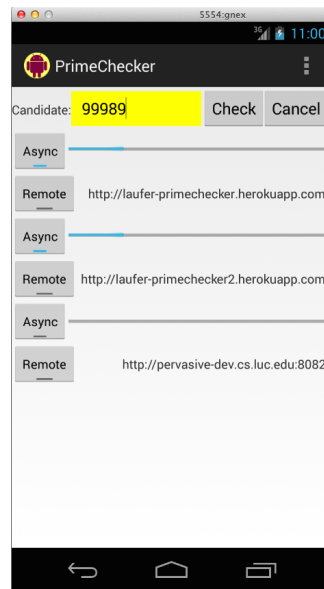 5554:gnex
3G 11:00
PrimeChecker
Candidate: 99989 Check Cancel
Async
Remote http://laufer-primechecker.herokuapp.com
Async
Remote http://laufer-primechecker2.herokuapp.com
Async
Remote http://pervasive-dev.cs.luc.edu:8082